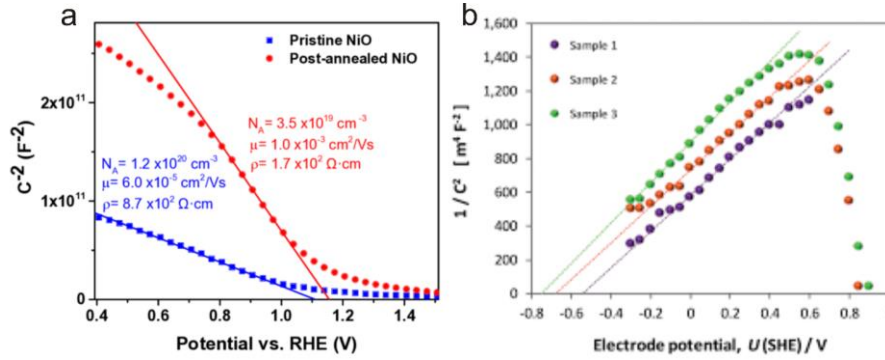 a
Pristine NiO
Post-annealed NiO
N_A= 3.5 x10^19 cm^-3
μ= 1.0 x10^-3 cm^2/Vs
ρ= 1.7 x10^2 Ω·cm
N_A= 1.2 x10^20 cm^-3
μ= 6.0 x10^-5 cm^2/Vs
ρ= 8.7 x10^2 Ω·cm
C^-2 (F^-2)
2x10^11
1x10^11
0
0.4 0.6 0.8 1.0 1.2 1.4
Potential vs. RHE (V)
b
Sample 1
Sample 2
Sample 3
1 / C^2 [ m^4 F^-2 ]
1,600
1,400
1,200
1,000
800
600
400
200
0
-0.8 -0.6 -0.4 -0.2 0 0.2 0.4 0.6 0.8 1
Electrode potential, U (SHE) / V